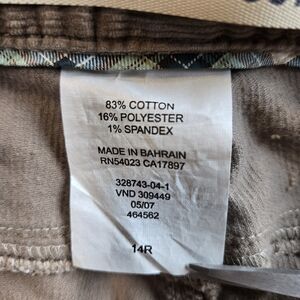 83% COTTON
16% POLYESTER
1% SPANDEX
MADE IN BAHRAIN
RN54023 CA17897
328743-04-1
VND 309449
05/07
464562
14R